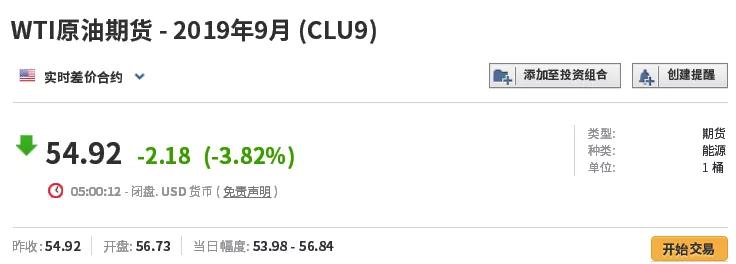 WTI原油期货 - 2019年9月 (CLU9)
实时差价合约
添加至投资组合
创建提醒
54.92 -2.18 (-3.82%)
05:00:12 - 闭盘. USD 货币 ( 免责声明 )
类型: 期货
种类: 能源
单位: 1 桶
昨收: 54.92 开盘: 56.73 当日幅度: 53.98 - 56.84
开始交易